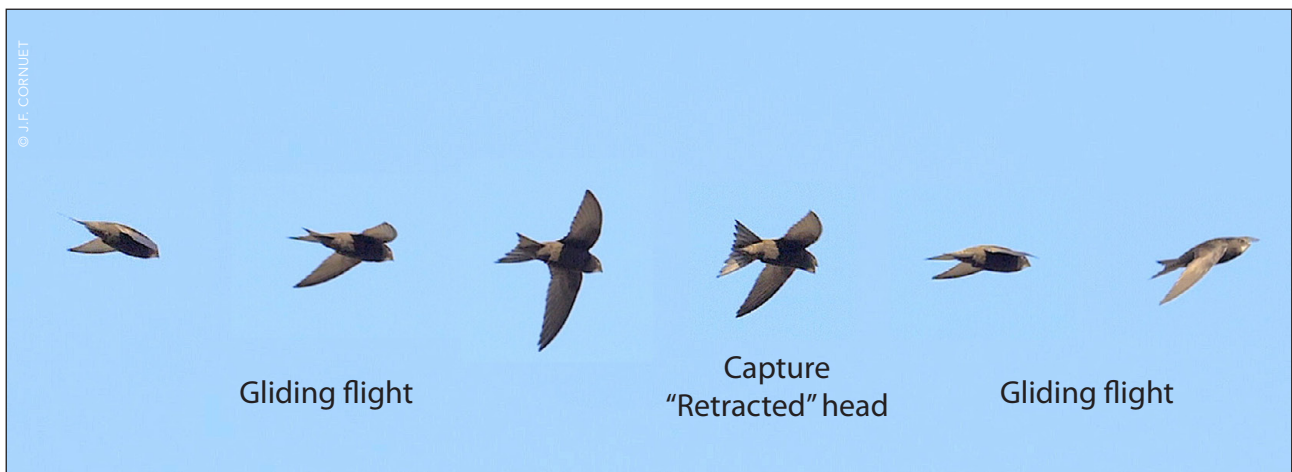 © J.F. CORNUET
Gliding flight
Capture
“Retracted” head
Gliding flight